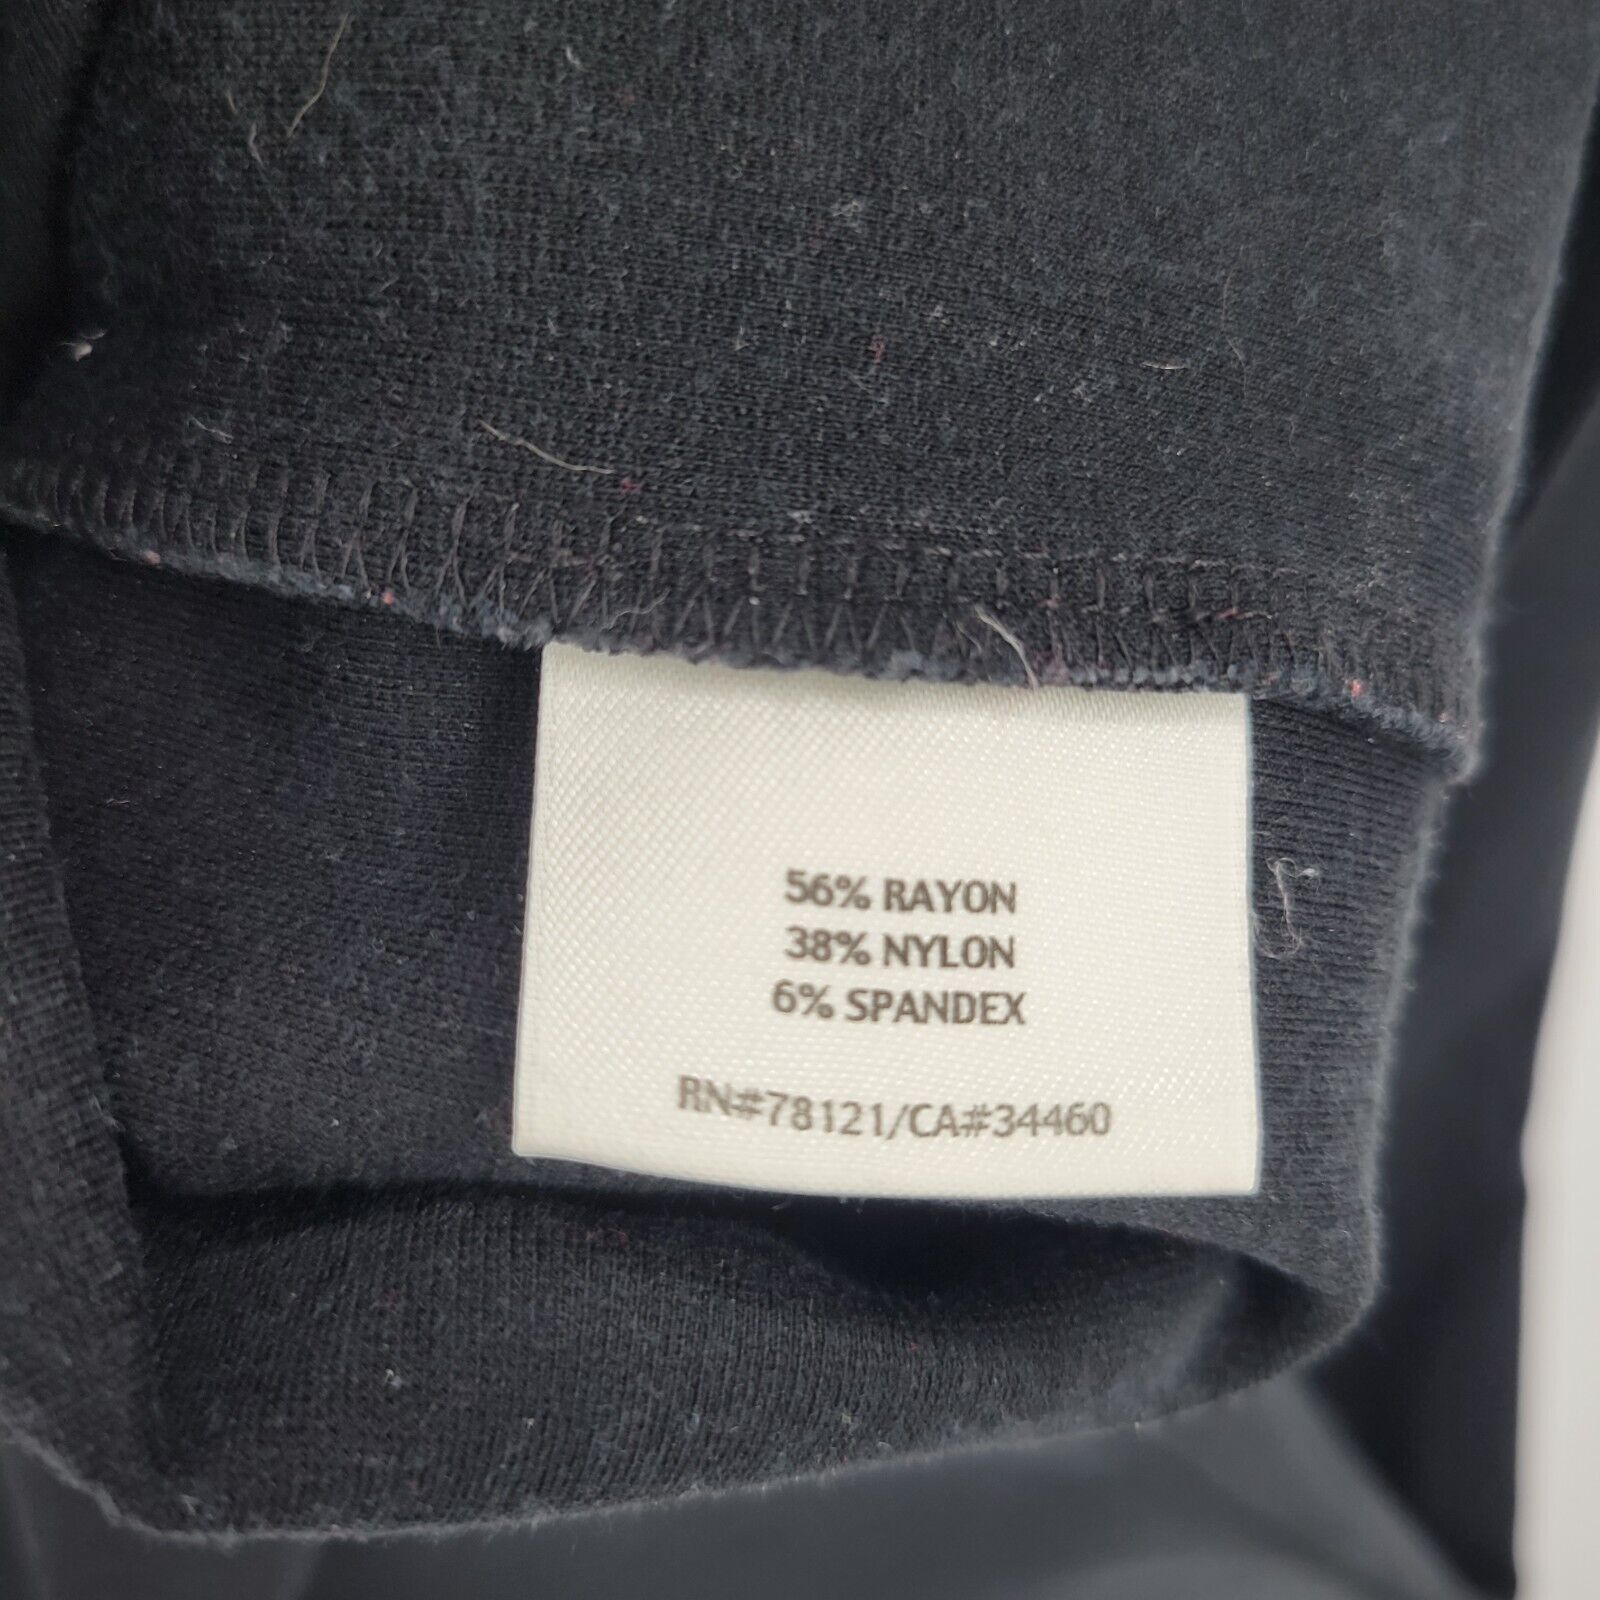 56% RAYON
38% NYLON
6% SPANDEX
RN#78121/CA#34460